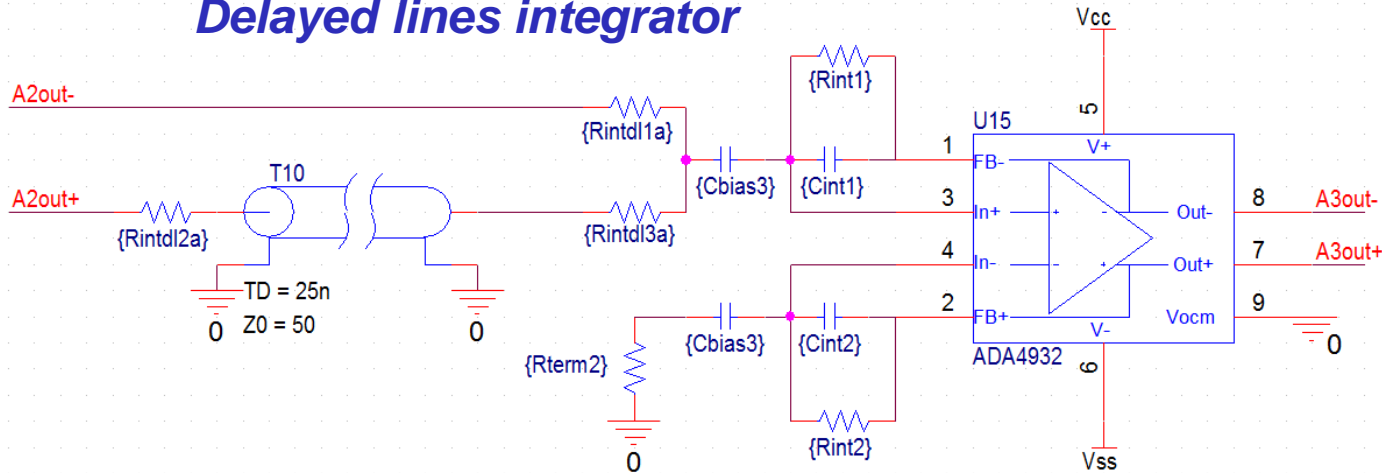 Delayed lines integrator
Vcc
{Rint1}
A2out-
5
{Rintdl1a}
U15
1
FB-
V+
T10
{Cbias3}
{Cint1}
A2out+
3
In+
+
-
Out-
8
A3out-
{Rintdl2a}
{Rintdl3a}
4
In-
-
+
Out+
7
A3out+
TD = 25n
2
FB+
Vocm
9
0
Z0 = 50
0
{Cbias3}
{Cint2}
V-
0
{Rterm2}
ADA4932
6
{Rint2}
0
Vss